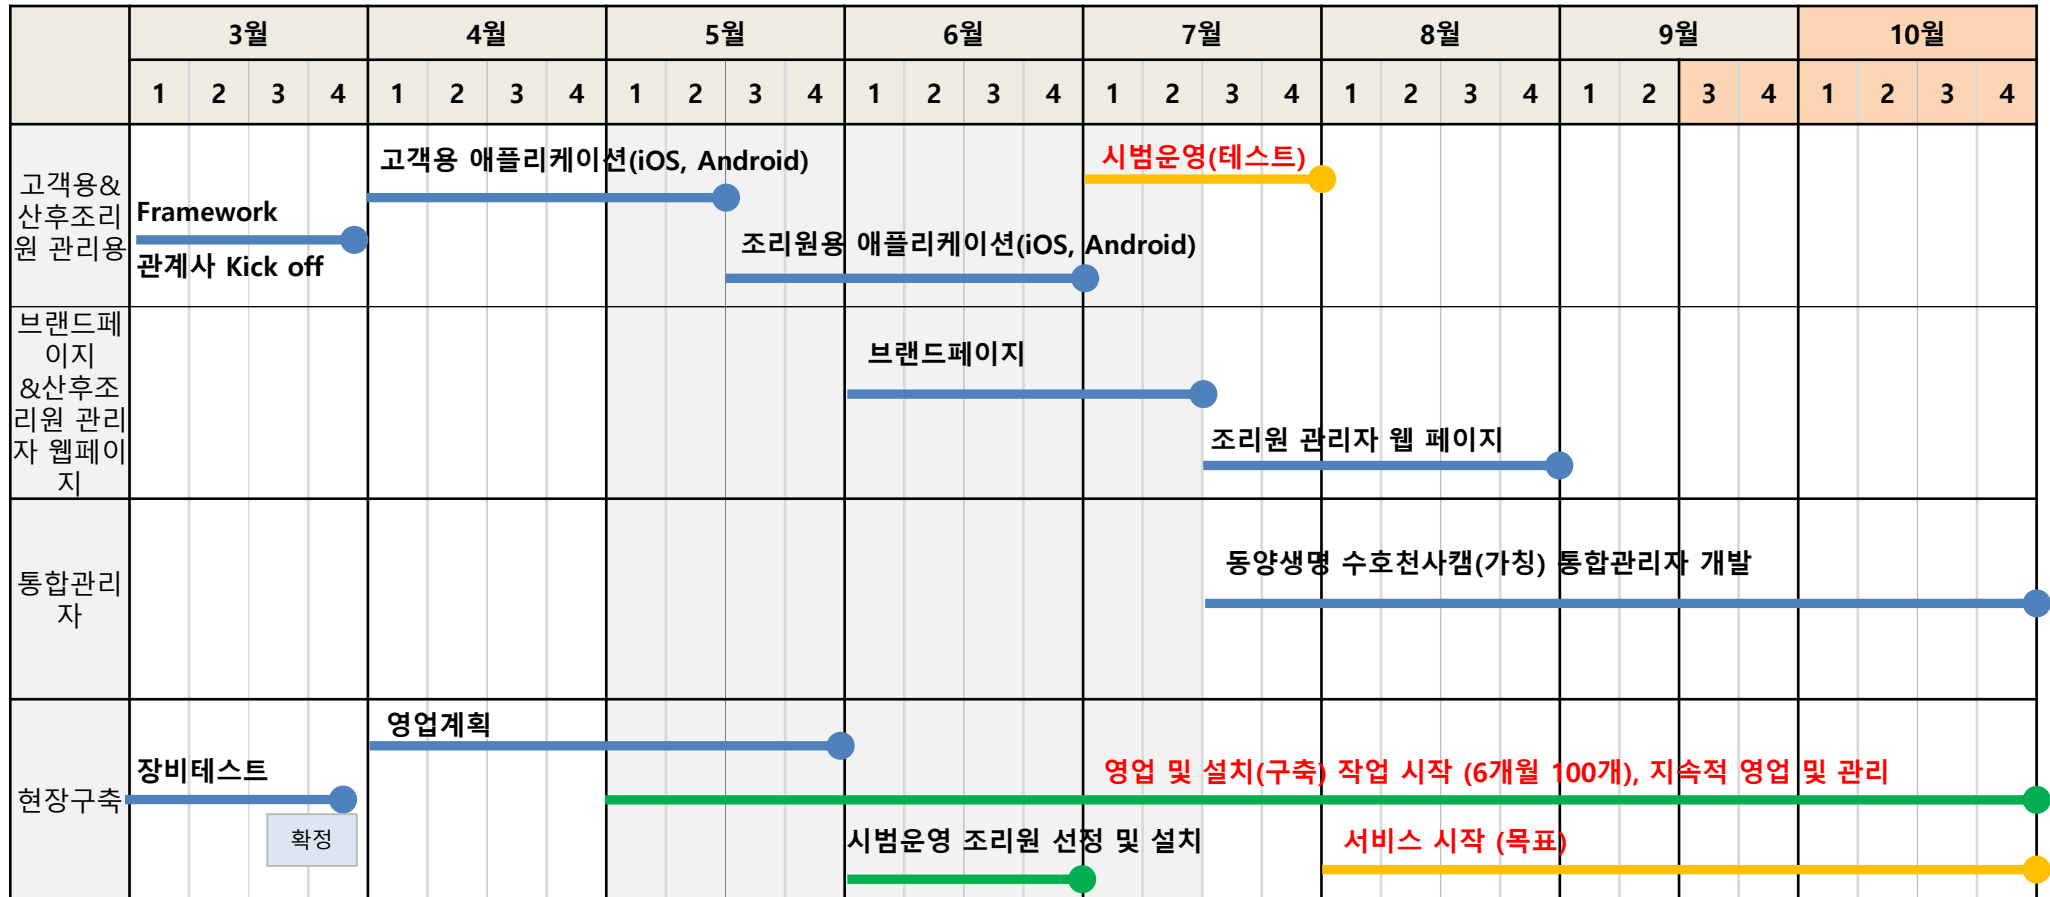 3월 4월 5월 6월 7월 8월 9월 10월
1 2 3 4 1 2 3 4 1 2 3 4 1 2 3 4 1 2 3 4 1 2 3 4 1 2 3 4 1 2 3 4
고객용&
산후조리
원 관리용
Framework
관계사 Kick off
고객용 애플리케이션(iOS, Android)
조리원용 애플리케이션(iOS, Android)
시범운영(테스트)
브랜드페
이지
&산후조
리원 관리
자 웹페이
지
브랜드페이지
조리원 관리자 웹 페이지
통합관리
자
동양생명 수호천사캠(가칭) 통합관리자 개발
현장구축
장비테스트
확정
영업계획
영업 및 설치(구축) 작업 시작 (6개월 100개), 지속적 영업 및 관리
시범운영 조리원 선정 및 설치
서비스 시작 (목표)